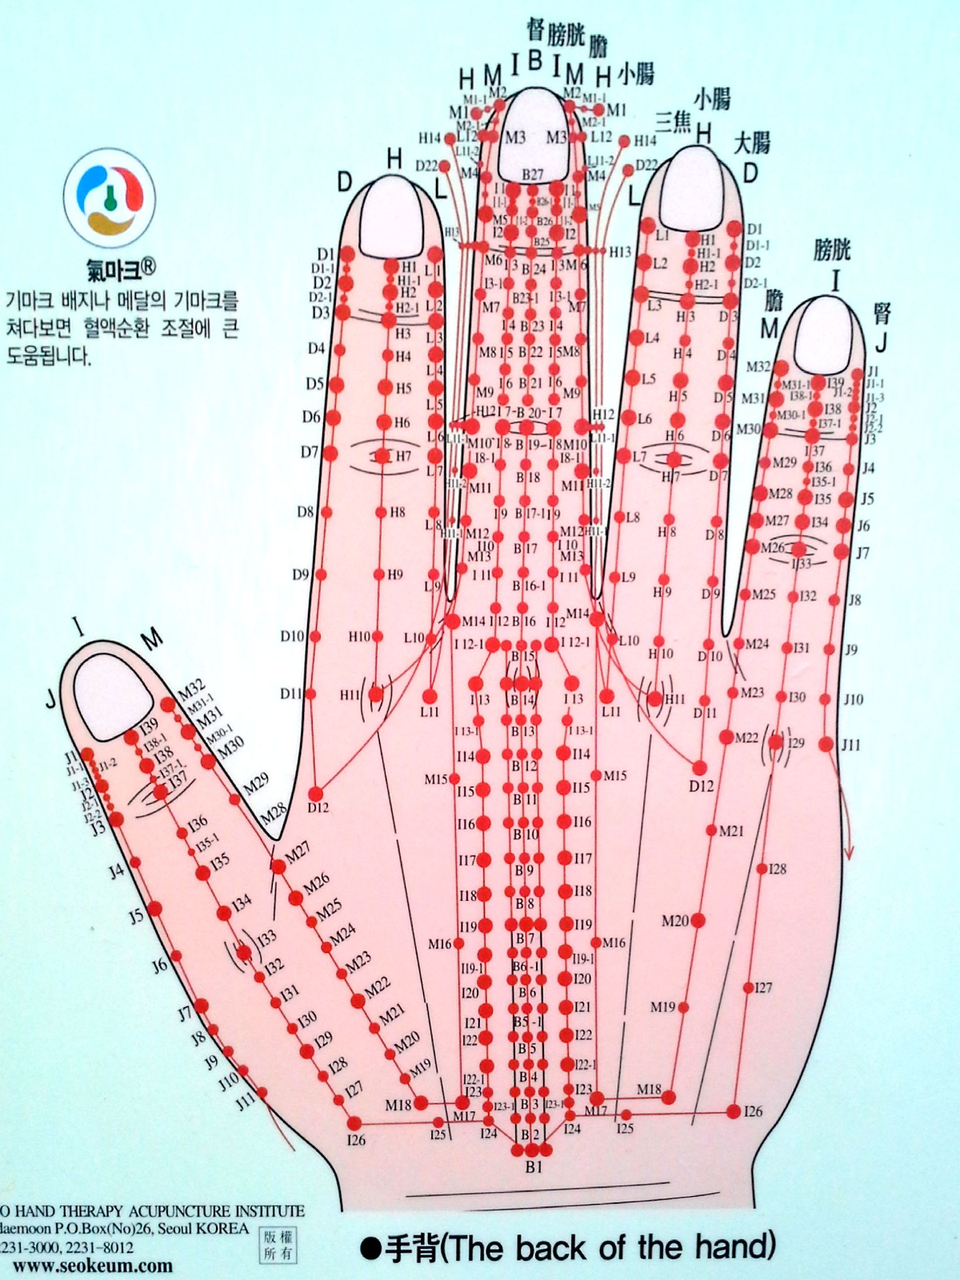 督 膀胱 膽
H M I B I M H 小腸
小腸
三焦 H 大腸
D H L
L D
膀胱
膽 I 腎
M J
氣마크®
기마크 배지나 메달의 기마크를
쳐다보면 혈액순환 조절에 큰
도움됩니다.
M2 M2
M1-1 M1-1
M1 M1
M2-1 M2-1
H14 L12 M3 M3 L12 H14
L11-2 L11-2
D22 M4 B27 M4 D22
I1 I1
M5 I2 B26 I2 M5
H13 B25 H13
M6 I3 B24 I3 M6
I3-1 B23-1 I3-1
M7 I4 B23 I4 M7
M8 I5 B22 I5 M8
M9 I6 B21 I6 M9
H12 I7 B20 I7 H12
L11-1 M10 I8 B19 I8 M10 L11-1
I8-1 B18 I8-1
H11-2 M11 M11 H11-2
I9 B17-1 I9
H11-1 M12 M12 H11-1
I10 B17 I10
M13 M13
I11 B16-1 I11
M14 I12 B16 I12 M14
I12-1 B15 I12-1
I13 B14 I13
I13-1 B13 I13-1
I14 B12 I14
M15 M15
I15 B11 I15
I16 B10 I16
I17 B9 I17
I18 B8 I18
I19 B7 I19
M16 M16
I19-1 B6-1 I19-1
I20 B6 I20
I21 B5-1 I21
I22 B5 I22
I22-1 B4 I22-1
I23 B3 I23
I23-1 I23-1
M18 M17 M17 M18
I26 I25 I24 B2 I24 I25 I26
B1
D1 H1 L1
D1-1 H1-1
D2 H2 L2
D2-1 H2-1
D3 H3 L3
D4 H4 L4
D5 H5 L5
D6 H6 L6
D7 H7 L7
D8 H8 L8
D9 H9 L9
D10 H10 L10
D11 H11 L11
D12
L1 H1 D1
H1-1 D1-1
L2 H2 D2
H2-1 D2-1
L3 H3 D3
L4 H4 D4
L5 H5 D5
L6 H6 D6
L7 H7 D7
L8 H8 D8
L9 H9 D9
L10 H10 D10
L11 H11 D11
D12
M32 I39 J1
M31-1 J1-1
I38-1 J1-2 J1-3
M31 I38 J2
M30-1 I37-1 J2-1
J2-2
M30 I37 J3
M29 I36 J4
I35-1
M28 I35 J5
M27 I34 J6
M26 I33 J7
M25 I32 J8
M24 I31 J9
M23 I30 J10
M22 I29 J11
M21
I28
M20
M19 I27
I M
J
M32
M31-1
I39 M31
I38-1 M30-1
J1 I38 M30
J1-1 J1-2 I37-1
J1-3 I37 M29
J2
J2-1
J2-2
J3 I36 M28
I35-1
J4 I35 M27
M26
J5 I34 M25
I33 M24
J6 I32 M23
I31 M22
J7 I30 M21
J8 I29 M20
J9 I28 M19
J10 I27
J11
O HAND THERAPY ACUPUNCTURE INSTITUTE
daemoon P.O.Box(No)26, Seoul KOREA
2231-3000, 2231-8012
www.seokeum.com
版權
所有
●手背(The back of the hand)